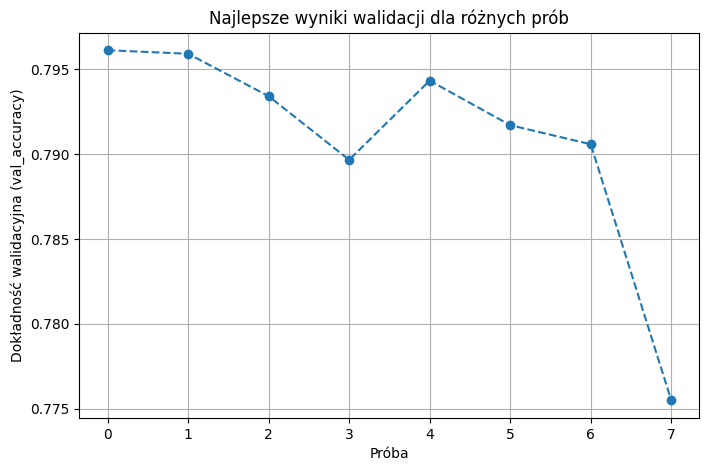 Najlepsze wyniki walidacji dla różnych prób
Dokładność walidacyjna (val_accuracy)
0.795
0.790
0.785
0.780
0.775
0 1 2 3 4 5 6 7
Próba